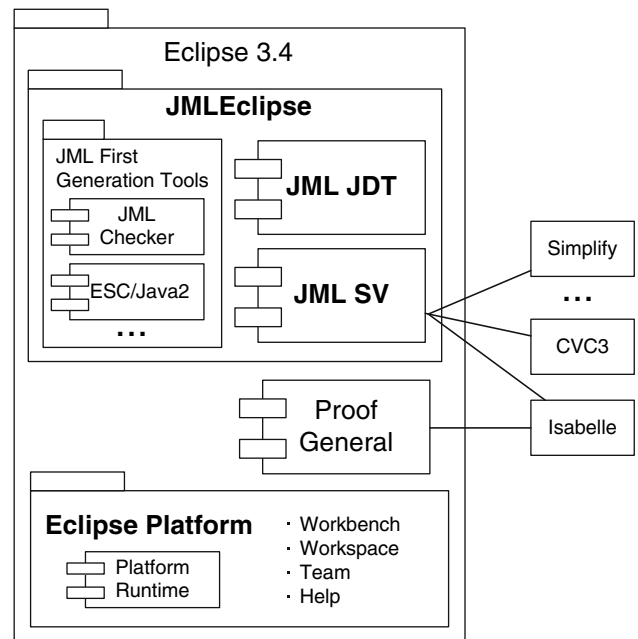 Eclipse 3.4
JMLEclipse
JML First
Generation Tools
JML
Checker
ESC/Java2
...
JML JDT
JML SV
Simplify
...
CVC3
Isabelle
Proof
General
Eclipse Platform
Platform
Runtime
· Workbench
· Workspace
· Team
· Help